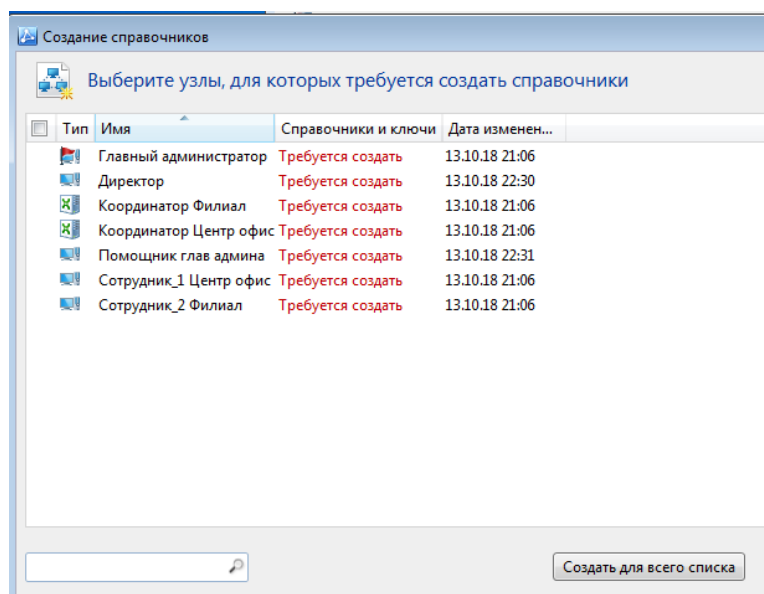 Создание справочников
Выберите узлы, для которых требуется создать справочники
Тип Имя Справочники и ключи Дата изменен...
Главный администратор Требуется создать 13.10.18 21:06
Директор Требуется создать 13.10.18 22:30
Координатор Филиал Требуется создать 13.10.18 21:06
Координатор Центр офис Требуется создать 13.10.18 21:06
Помощник глав админа Требуется создать 13.10.18 22:31
Сотрудник_1 Центр офис Требуется создать 13.10.18 21:06
Сотрудник_2 Филиал Требуется создать 13.10.18 21:06
Создать для всего списка